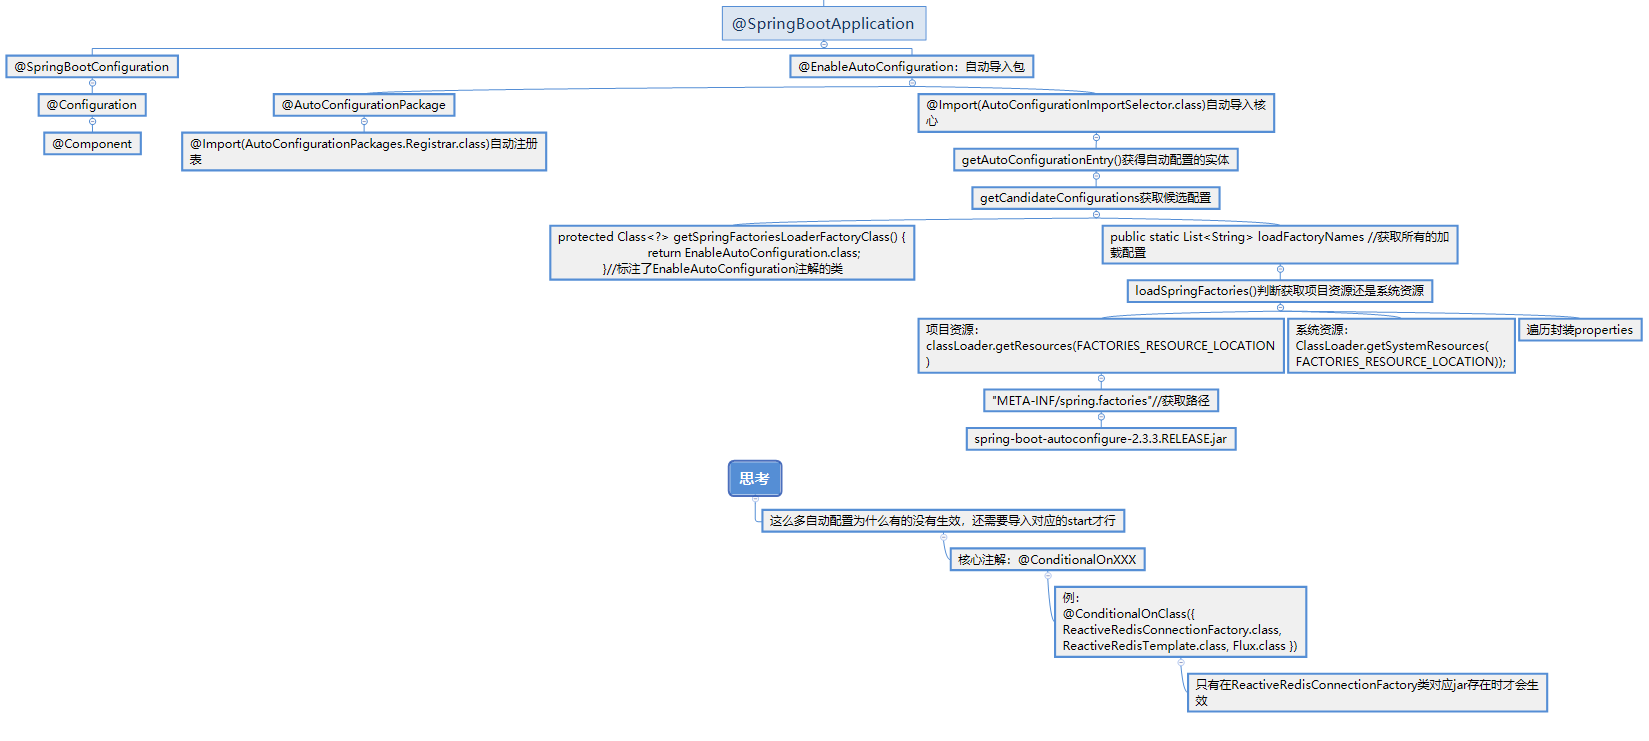 @SpringBootApplication
@SpringBootConfiguration
@EnableAutoConfiguration：自动导入包
@Configuration
@AutoConfigurationPackage
@Import(AutoConfigurationImportSelector.class)自动导入核
心
@Component
@Import(AutoConfigurationPackages.Registrar.class)自动注册
表
getAutoConfigurationEntry()获得自动配置的实体
getCandidateConfigurations获取候选配置
protected Class<?> getSpringFactoriesLoaderFactoryClass() {
return EnableAutoConfiguration.class;
}//标注了EnableAutoConfiguration注解的类
public static List<String> loadFactoryNames //获取所有的加
载配置
loadSpringFactories()判断获取项目资源还是系统资源
项目资源：
classLoader.getResources(FACTORIES_RESOURCE_LOCATION
)
系统资源：
ClassLoader.getSystemResources(
FACTORIES_RESOURCE_LOCATION));
遍历封装properties
"META-INF/spring.factories"//获取路径
spring-boot-autoconfigure-2.3.3.RELEASE.jar
思考
这么多自动配置为什么有的没有生效，还需要导入对应的start才行
核心注解：@ConditionalOnXXX
例：
@ConditionalOnClass({
ReactiveRedisConnectionFactory.class,
ReactiveRedisTemplate.class, Flux.class })
只有在ReactiveRedisConnectionFactory类对应jar存在时才会生
效